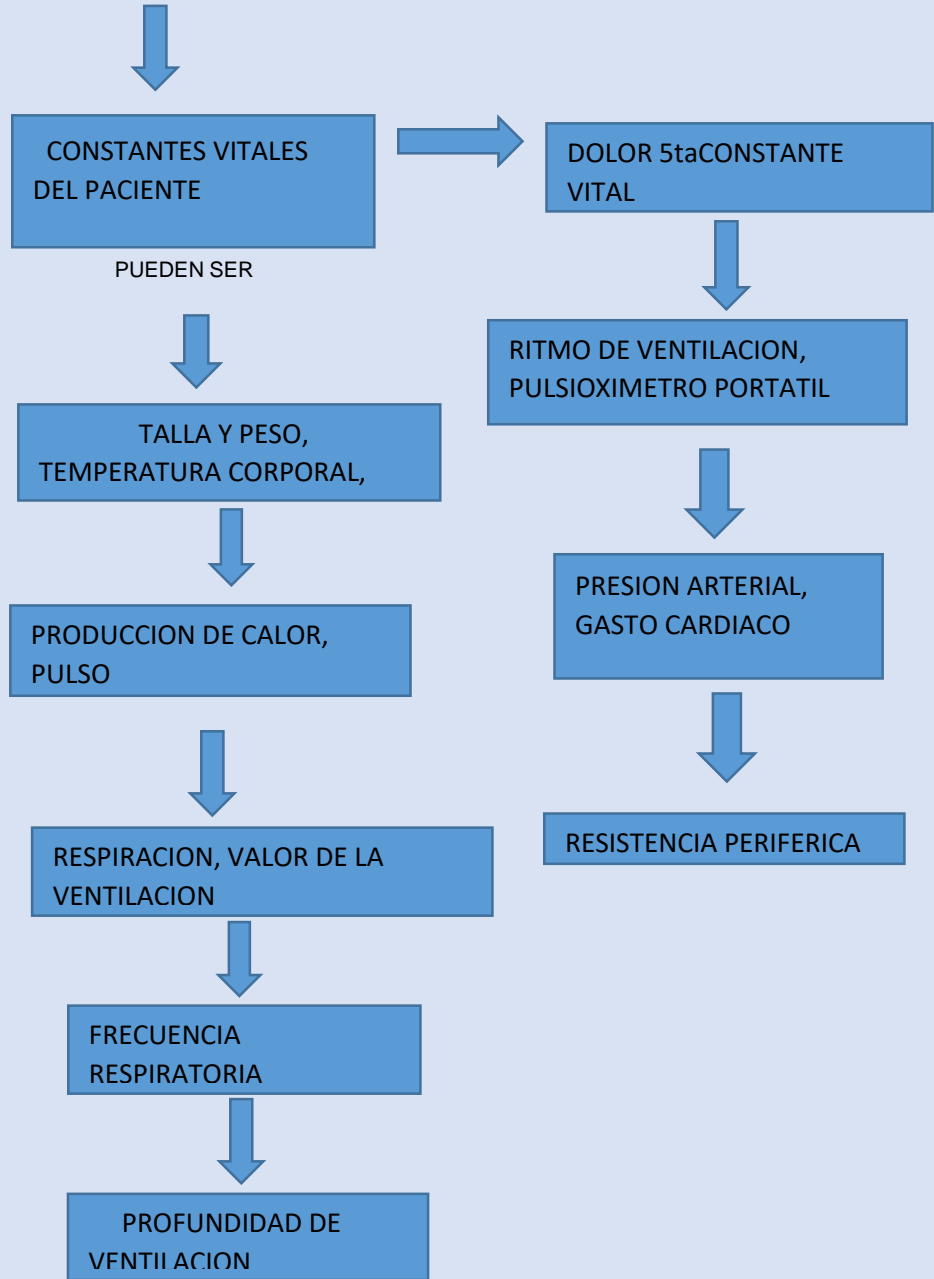 CONSTANTES VITALES
DEL PACIENTE
PUEDEN SER
TALLA Y PESO,
TEMPERATURA CORPORAL,
PRODUCCION DE CALOR,
PULSO
RESPIRACION, VALOR DE LA
VENTILACION
FRECUENCIA
RESPIRATORIA
PROFUNDIDAD DE
VENTILACION
DOLOR 5taCONSTANTE
VITAL
RITMO DE VENTILACION,
PULSIOXIMETRO PORTATIL
PRESION ARTERIAL,
GASTO CARDIACO
RESISTENCIA PERIFERICA